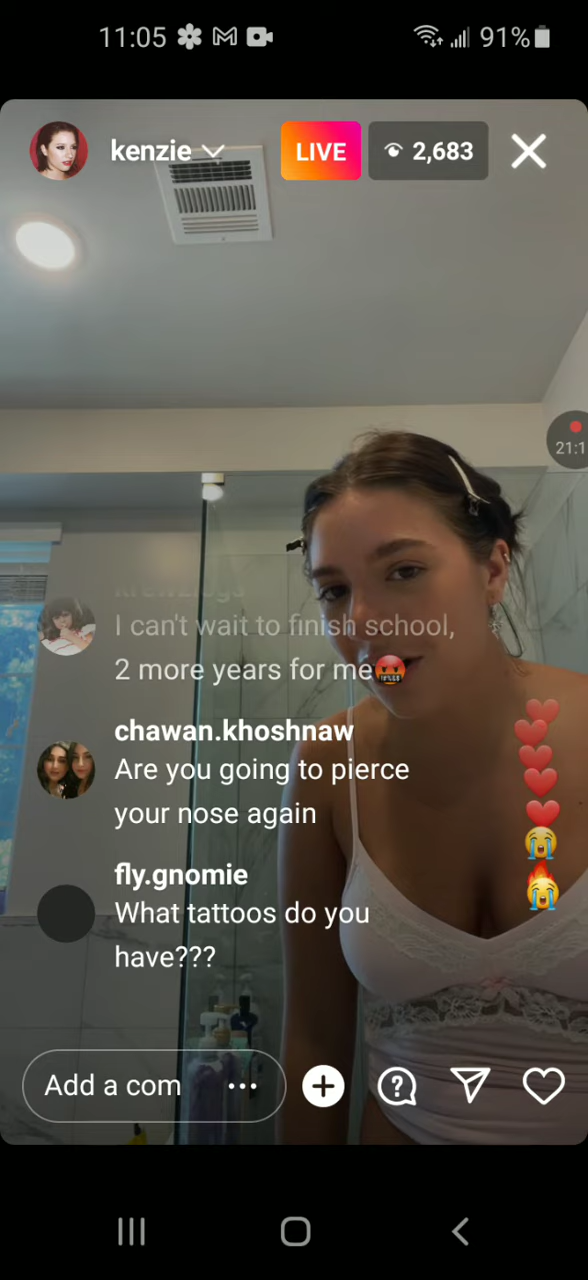 11:05
91%
kenzie
LIVE
2,683
21:1
I can't wait to finish school,
2 more years for me
chawan.khoshnaw
Are you going to pierce
your nose again
fly.gnomie
What tattoos do you
have???
Add a com